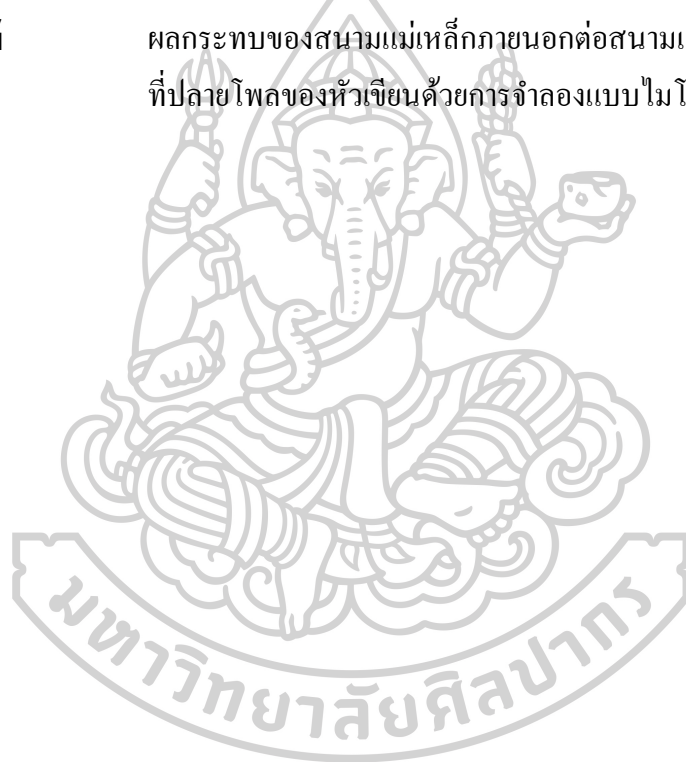 ผลกระทบของสนามแม่เหล็กภายนอกต่อสนามแ
ที่ปลายโพลของหัวเขียนด้วยการจำลองแบบไมโ
มหาวิทยาลัยศิลปากร